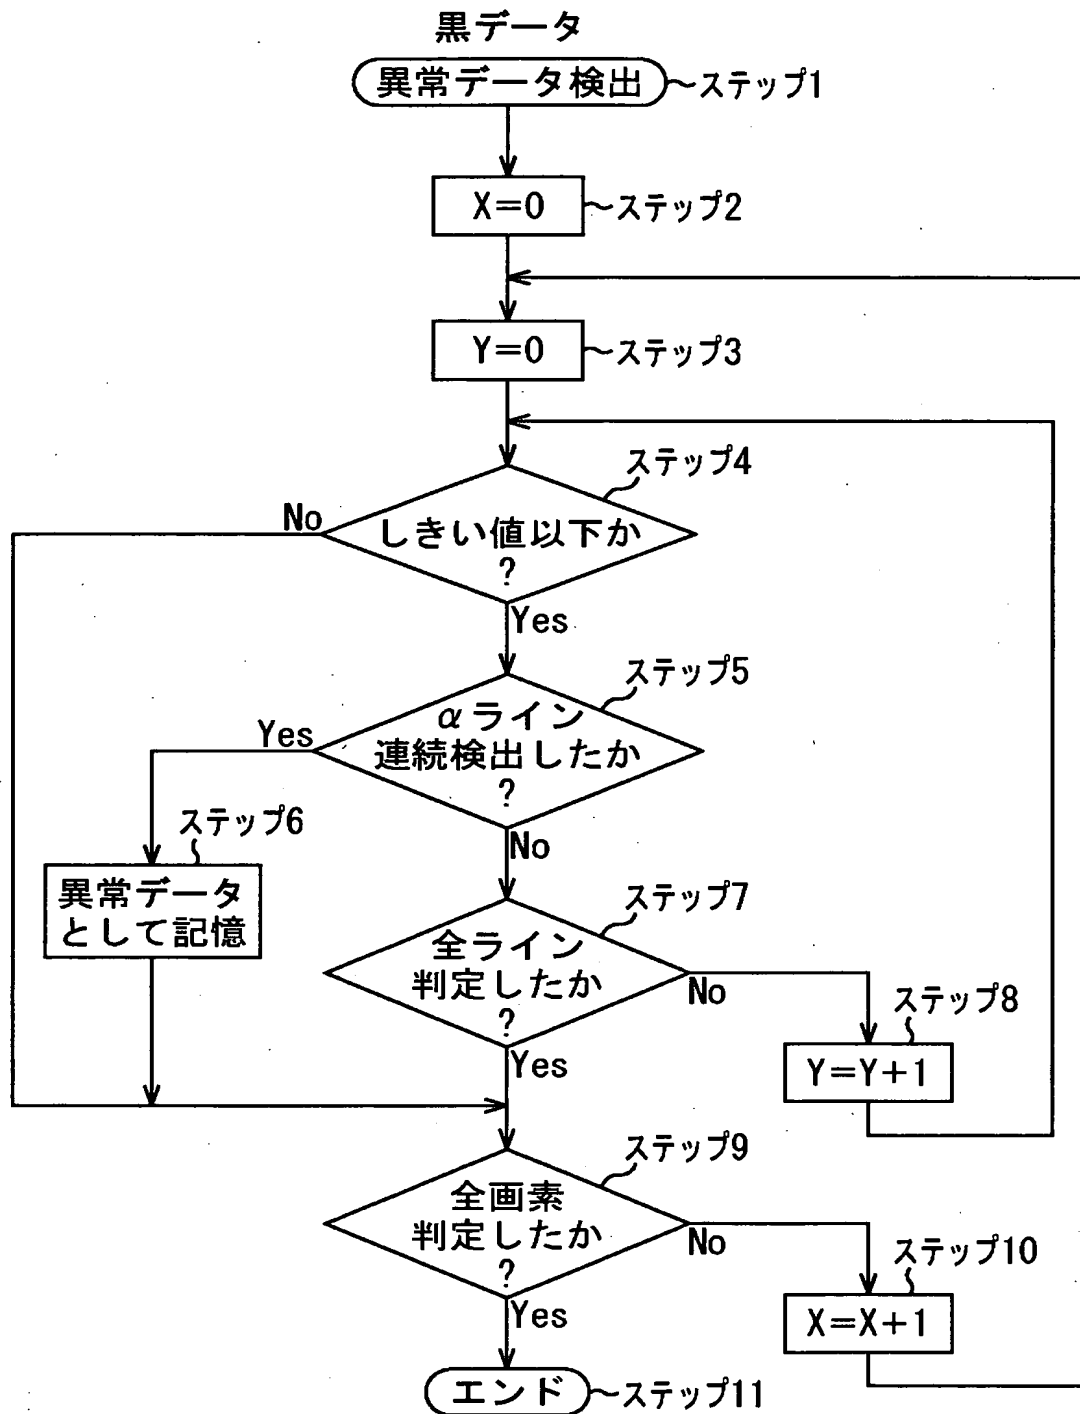 黒データ
異常データ検出
ステップ1
X=0
ステップ2
Y=0
ステップ3
ステップ4
No
しきい値以下か
?
Yes
ステップ5
Yes
αライン
連続検出したか
?
No
ステップ6
異常データ
として記憶
ステップ7
全ライン
判定したか
?
No
Yes
ステップ8
Y=Y+1
ステップ9
全画素
判定したか
?
No
Yes
ステップ10
X=X+1
エンド
ステップ11